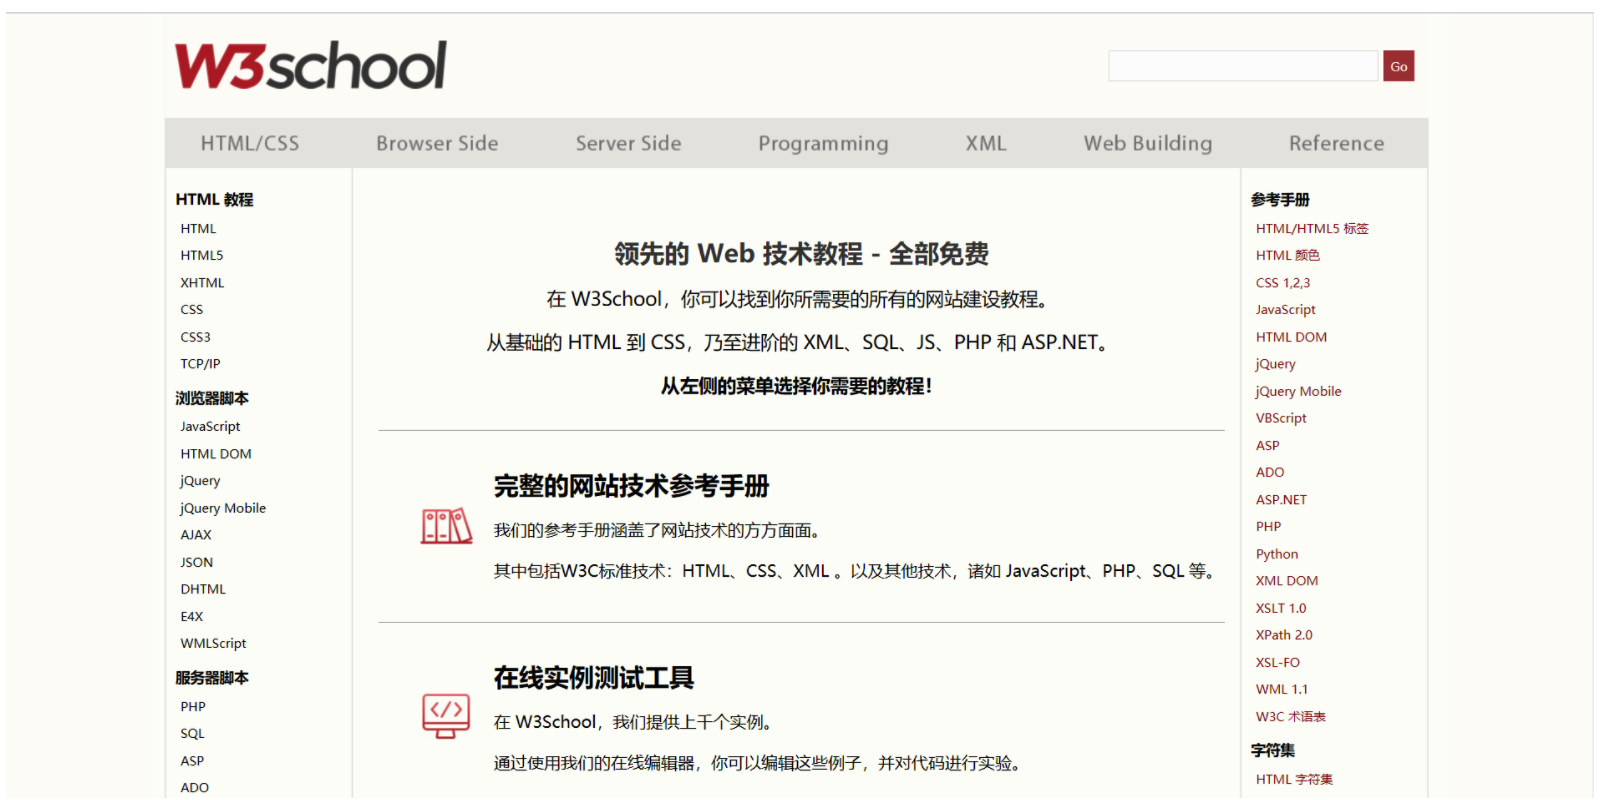 W3school
Go
HTML/CSS Browser Side Server Side Programming XML Web Building Reference
HTML 教程
HTML
HTML5
XHTML
CSS
CSS3
TCP/IP
浏览器脚本
JavaScript
HTML DOM
jQuery
jQuery Mobile
AJAX
JSON
DHTML
E4X
WMLScript
服务器脚本
PHP
SQL
ASP
ADO
领先的 Web 技术教程 - 全部免费
在 W3School，你可以找到你所需要的所有的网站建设教程。
从基础的 HTML 到 CSS，乃至进阶的 XML、SQL、JS、PHP 和 ASP.NET。
从左侧的菜单选择你需要的教程！
完整的网站技术参考手册
我们的参考手册涵盖了网站技术的方方面面。
其中包括W3C标准技术：HTML、CSS、XML 。以及其他技术，诸如 JavaScript、PHP、SQL 等。
在线实例测试工具
在 W3School，我们提供上千个实例。
通过使用我们的在线编辑器，你可以编辑这些例子，并对代码进行实验。
参考手册
HTML/HTML5 标签
HTML 颜色
CSS 1,2,3
JavaScript
HTML DOM
jQuery
jQuery Mobile
VBScript
ASP
ADO
ASP.NET
PHP
Python
XML DOM
XSLT 1.0
XPath 2.0
XSL-FO
WML 1.1
W3C 术语表
字符集
HTML 字符集